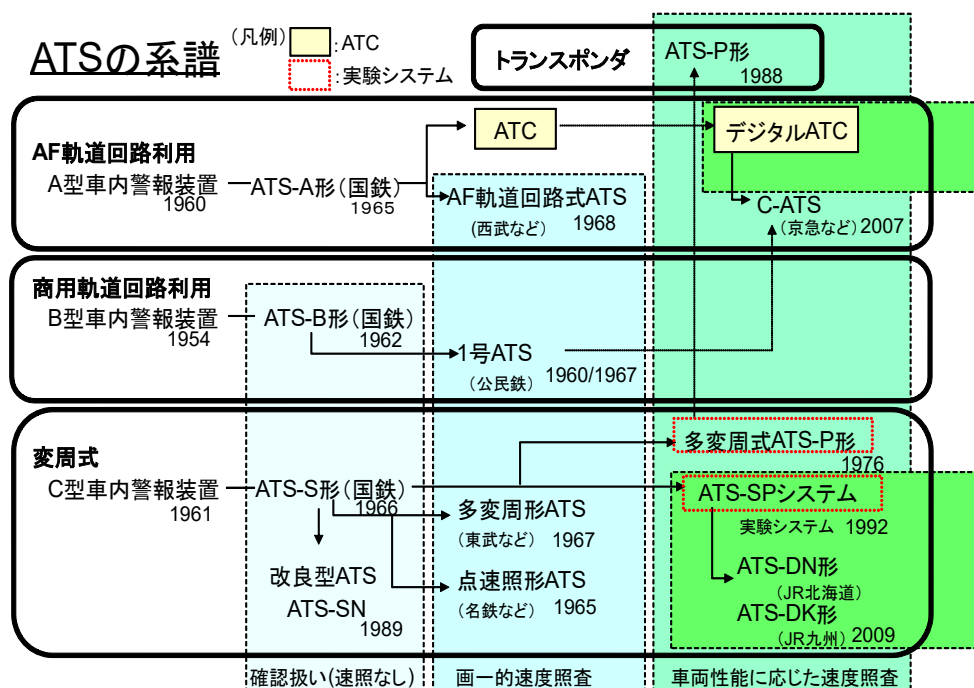 ATSの系譜
(凡例)
:ATC
:実験システム
トランスポンダ
ATS-P形
1988
AF軌道回路利用
A型車内警報装置
1960
ATS-A形(国鉄)
1965
ATC
デジタルATC
AF軌道回路式ATS
(西武など)
1968
C-ATS
(京急など)2007
商用軌道回路利用
B型車内警報装置
1954
ATS-B形(国鉄)
1962
1号ATS
(公民鉄)
1960/1967
変周式
C型車内警報装置
1961
ATS-S形(国鉄)
1966
多変周式ATS-P形
1976
ATS-SPシステム
実験システム 1992
多変周形ATS
(東武など)
1967
改良型ATS
ATS-SN
1989
点速照形ATS
(名鉄など)
1965
ATS-DN形
(JR北海道)
ATS-DK形
(JR九州)2009
確認扱い(速照なし)
画一的速度照査
車両性能に応じた速度照査